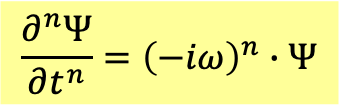 ∂ⁿΨ/∂tⁿ = (−iω)ⁿ · Ψ